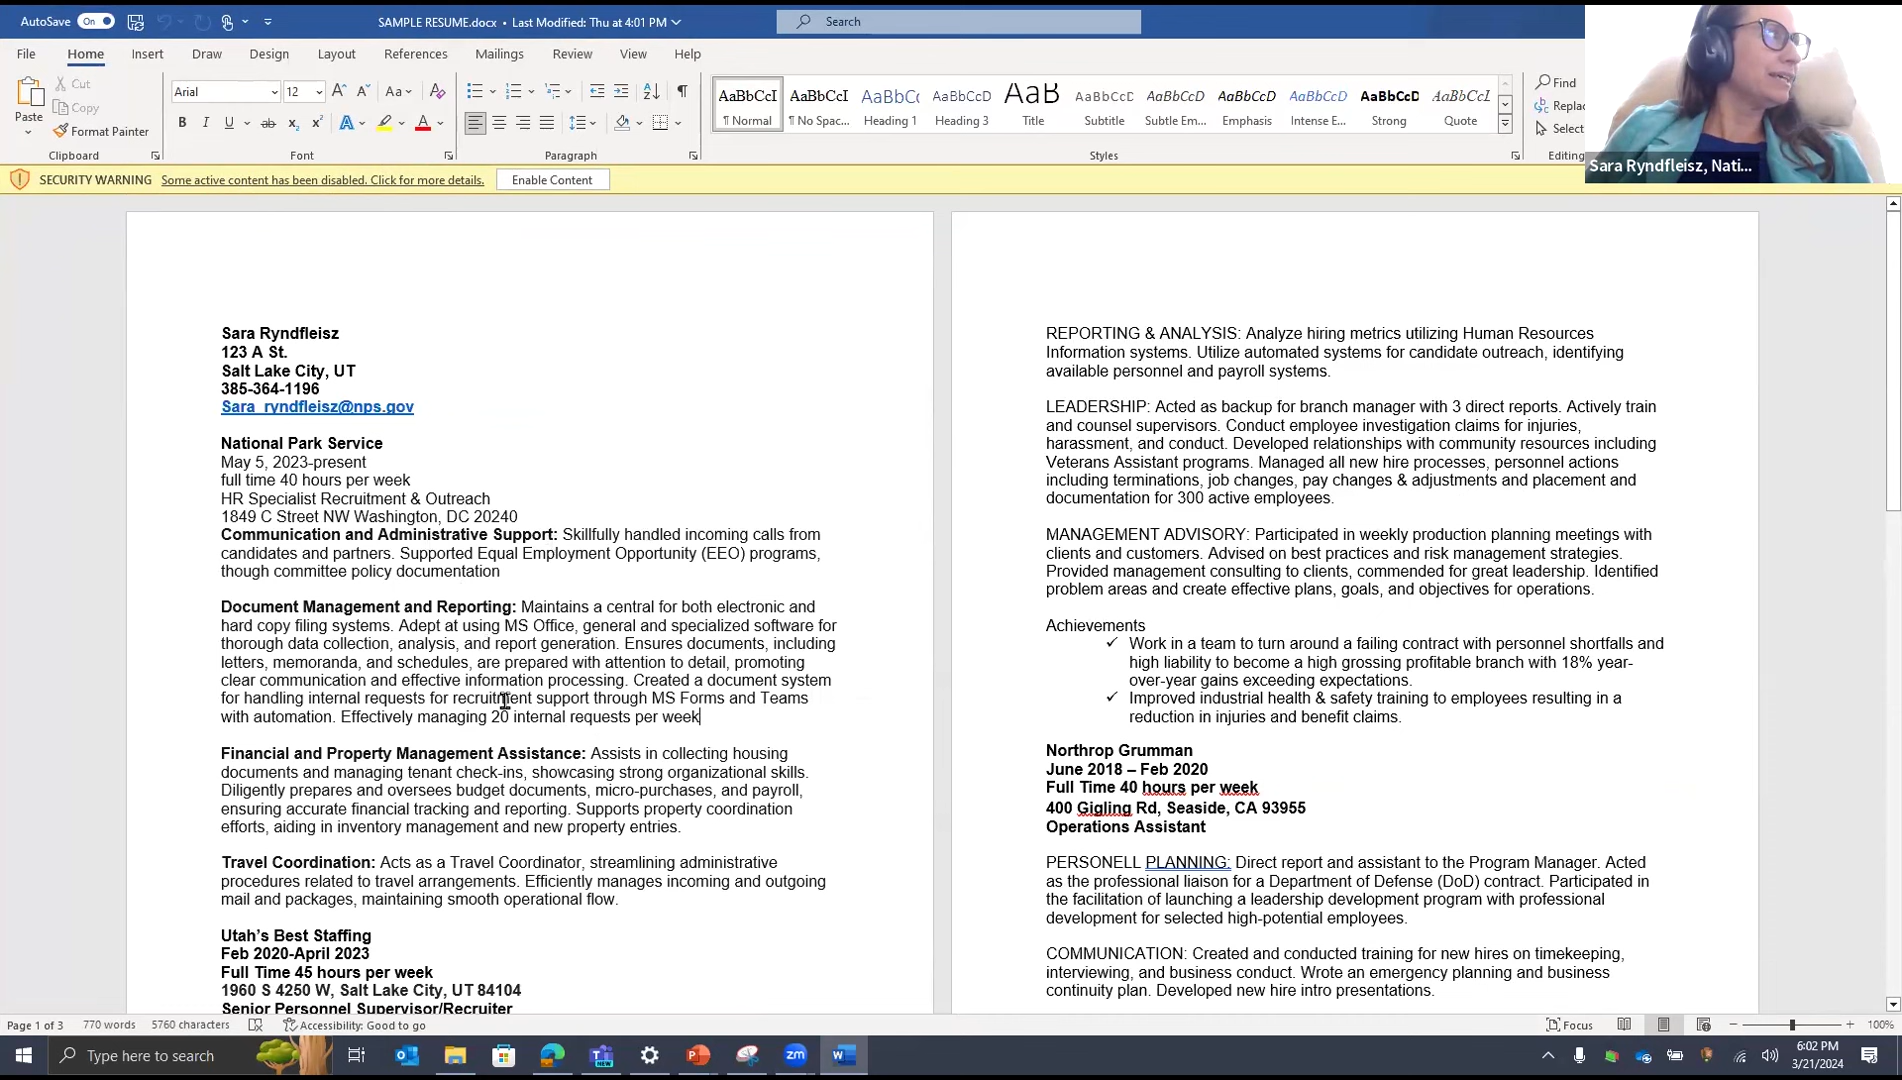 AutoSave On SAMPLE RESUME.docx • Last Modified: Thu at 4:01 PM Search
File Home Insert Draw Design Layout References Mailings Review View Help
Paste Cut Copy Format Painter
Clipboard
Arial 12 Aa A
B I U ab x₂ x² A A
Font
Paragraph
AaBbCcI AaBbCcI AaBbCc AaBbCcD AaB AaBbCcD AaBbCcD AaBbCcD AaBbCcD AaBbCcD AaBbCcD
¶ Normal ¶ No Spac... Heading 1 Heading 3 Title Subtitle Subtle Em... Emphasis Intense E... Strong Quote
Styles
Find
Replac
Select
Editing
Sara Ryndfleisz, Nati...
SECURITY WARNING Some active content has been disabled. Click for more details. Enable Content
Sara Ryndfleisz
123 A St.
Salt Lake City, UT
385-364-1196
Sara_ryndfleisz@nps.gov
National Park Service
May 5, 2023-present
full time 40 hours per week
HR Specialist Recruitment & Outreach
1849 C Street NW Washington, DC 20240
Communication and Administrative Support: Skillfully handled incoming calls from
candidates and partners. Supported Equal Employment Opportunity (EEO) programs,
though committee policy documentation
Document Management and Reporting: Maintains a central for both electronic and
hard copy filing systems. Adept at using MS Office, general and specialized software for
thorough data collection, analysis, and report generation. Ensures documents, including
letters, memoranda, and schedules, are prepared with attention to detail, promoting
clear communication and effective information processing. Created a document system
for handling internal requests for recruitment support through MS Forms and Teams
with automation. Effectively managing 20 internal requests per week
Financial and Property Management Assistance: Assists in collecting housing
documents and managing tenant check-ins, showcasing strong organizational skills.
Diligently prepares and oversees budget documents, micro-purchases, and payroll,
ensuring accurate financial tracking and reporting. Supports property coordination
efforts, aiding in inventory management and new property entries.
Travel Coordination: Acts as a Travel Coordinator, streamlining administrative
procedures related to travel arrangements. Efficiently manages incoming and outgoing
mail and packages, maintaining smooth operational flow.
Utah's Best Staffing
Feb 2020-April 2023
Full Time 45 hours per week
1960 S 4250 W, Salt Lake City, UT 84104
Senior Personnel Supervisor/Recruiter
REPORTING & ANALYSIS: Analyze hiring metrics utilizing Human Resources
Information systems. Utilize automated systems for candidate outreach, identifying
available personnel and payroll systems.
LEADERSHIP: Acted as backup for branch manager with 3 direct reports. Actively train
and counsel supervisors. Conduct employee investigation claims for injuries,
harassment, and conduct. Developed relationships with community resources including
Veterans Assistant programs. Managed all new hire processes, personnel actions
including terminations, job changes, pay changes & adjustments and placement and
documentation for 300 active employees.
MANAGEMENT ADVISORY: Participated in weekly production planning meetings with
clients and customers. Advised on best practices and risk management strategies.
Provided management consulting to clients, commended for great leadership. Identified
problem areas and create effective plans, goals, and objectives for operations.
Achievements
✓ Work in a team to turn around a failing contract with personnel shortfalls and
high liability to become a high grossing profitable branch with 18% year-
over-year gains exceeding expectations.
✓ Improved industrial health & safety training to employees resulting in a
reduction in injuries and benefit claims.
Northrop Grumman
June 2018 – Feb 2020
Full Time 40 hours per week
400 Gigling Rd, Seaside, CA 93955
Operations Assistant
PERSONELL PLANNING: Direct report and assistant to the Program Manager. Acted
as the professional liaison for a Department of Defense (DoD) contract. Participated in
the facilitation of launching a leadership development program with professional
development for selected high-potential employees.
COMMUNICATION: Created and conducted training for new hires on timekeeping,
interviewing, and business conduct. Wrote an emergency planning and business
continuity plan. Developed new hire intro presentations.
Page 1 of 3 770 words 5760 characters Accessibility: Good to go Focus 100%
Type here to search
6:02 PM
3/21/2024